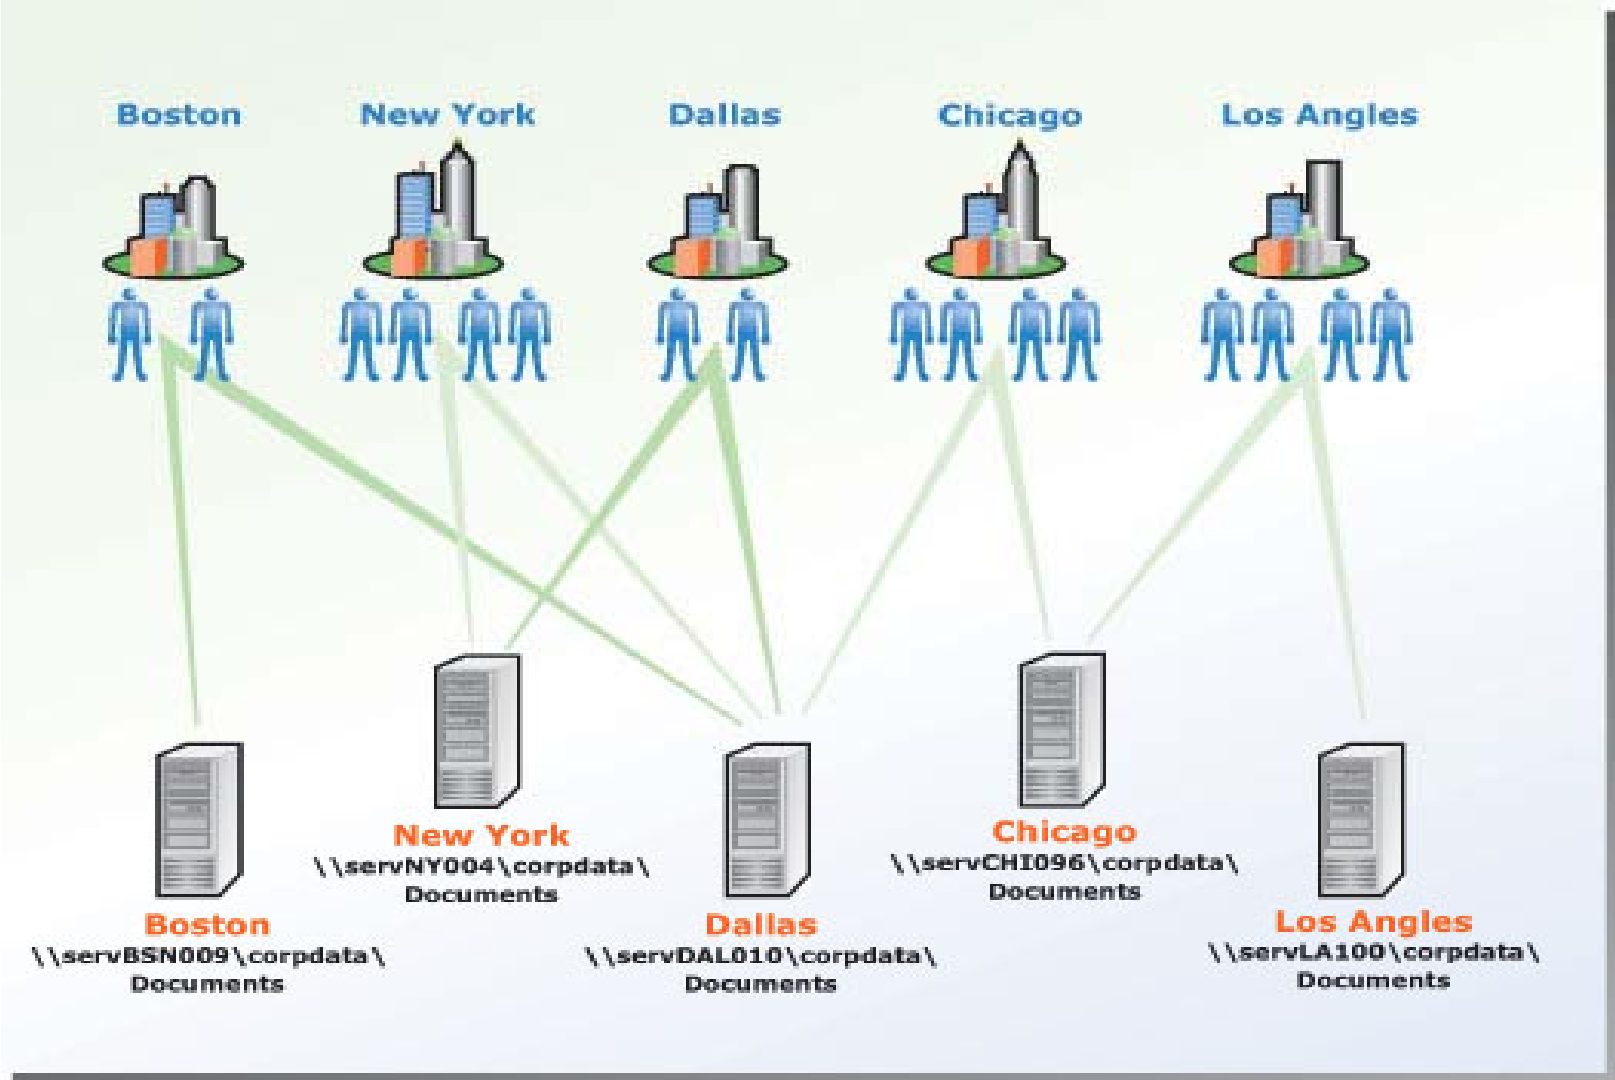 Boston
New York
Dallas
Chicago
Los Angles
New York
\\servNY004\corpdata\
Documents
Chicago
\\servCHI096\corpdata\
Documents
Boston
\\servBSN009\corpdata\
Documents
Dallas
\\servDAL010\corpdata\
Documents
Los Angles
\\servLA100\corpdata\
Documents